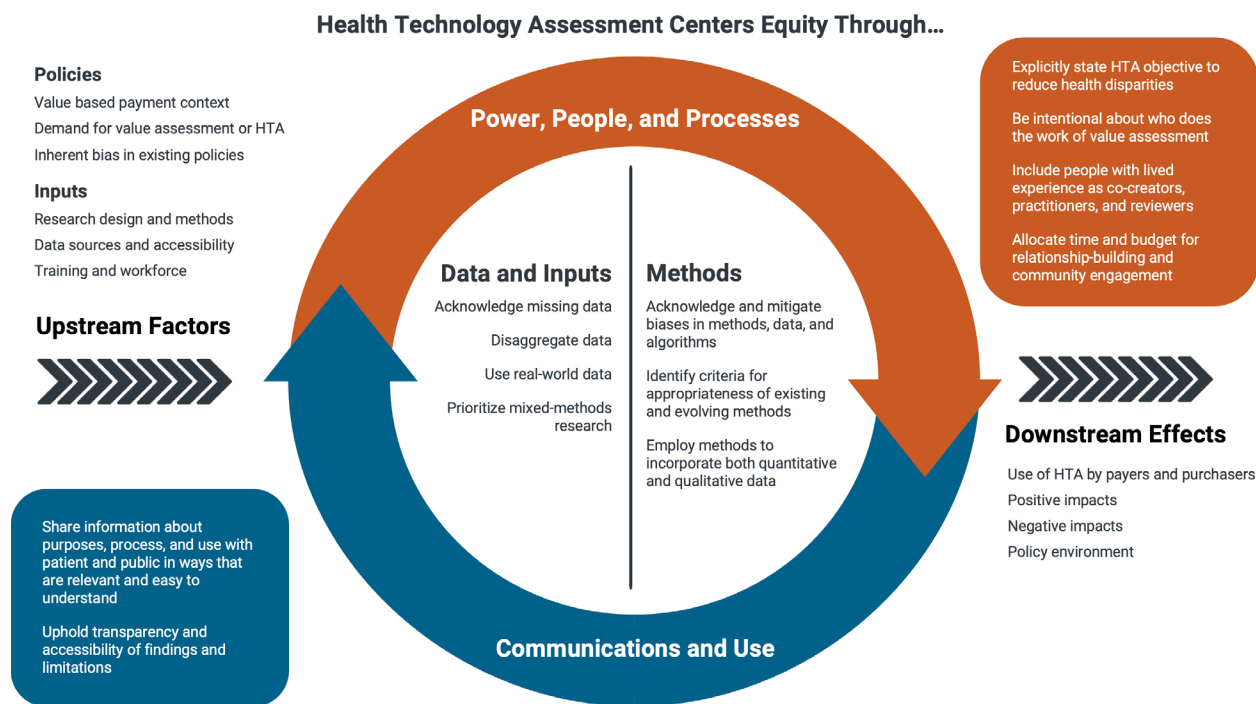 Health Technology Assessment Centers Equity Through...
Policies
Value based payment context
Demand for value assessment or HTA
Inherent bias in existing policies
Inputs
Research design and methods
Data sources and accessibility
Training and workforce
Upstream Factors
Power, People, and Processes
Explicitly state HTA objective to
reduce health disparities
Be intentional about who does
the work of value assessment
Include people with lived
experience as co-creators,
practitioners, and reviewers
Allocate time and budget for
relationship-building and
community engagement
Data and Inputs
Acknowledge missing data
Disaggregate data
Use real-world data
Prioritize mixed-methods
research
Methods
Acknowledge and mitigate
biases in methods, data, and
algorithms
Identify criteria for
appropriateness of existing
and evolving methods
Employ methods to
incorporate both quantitative
and qualitative data
Downstream Effects
Use of HTA by payers and purchasers
Positive impacts
Negative impacts
Policy environment
Share information about
purposes, process, and use with
patient and public in ways that
are relevant and easy to
understand
Uphold transparency and
accessibility of findings and
limitations
Communications and Use